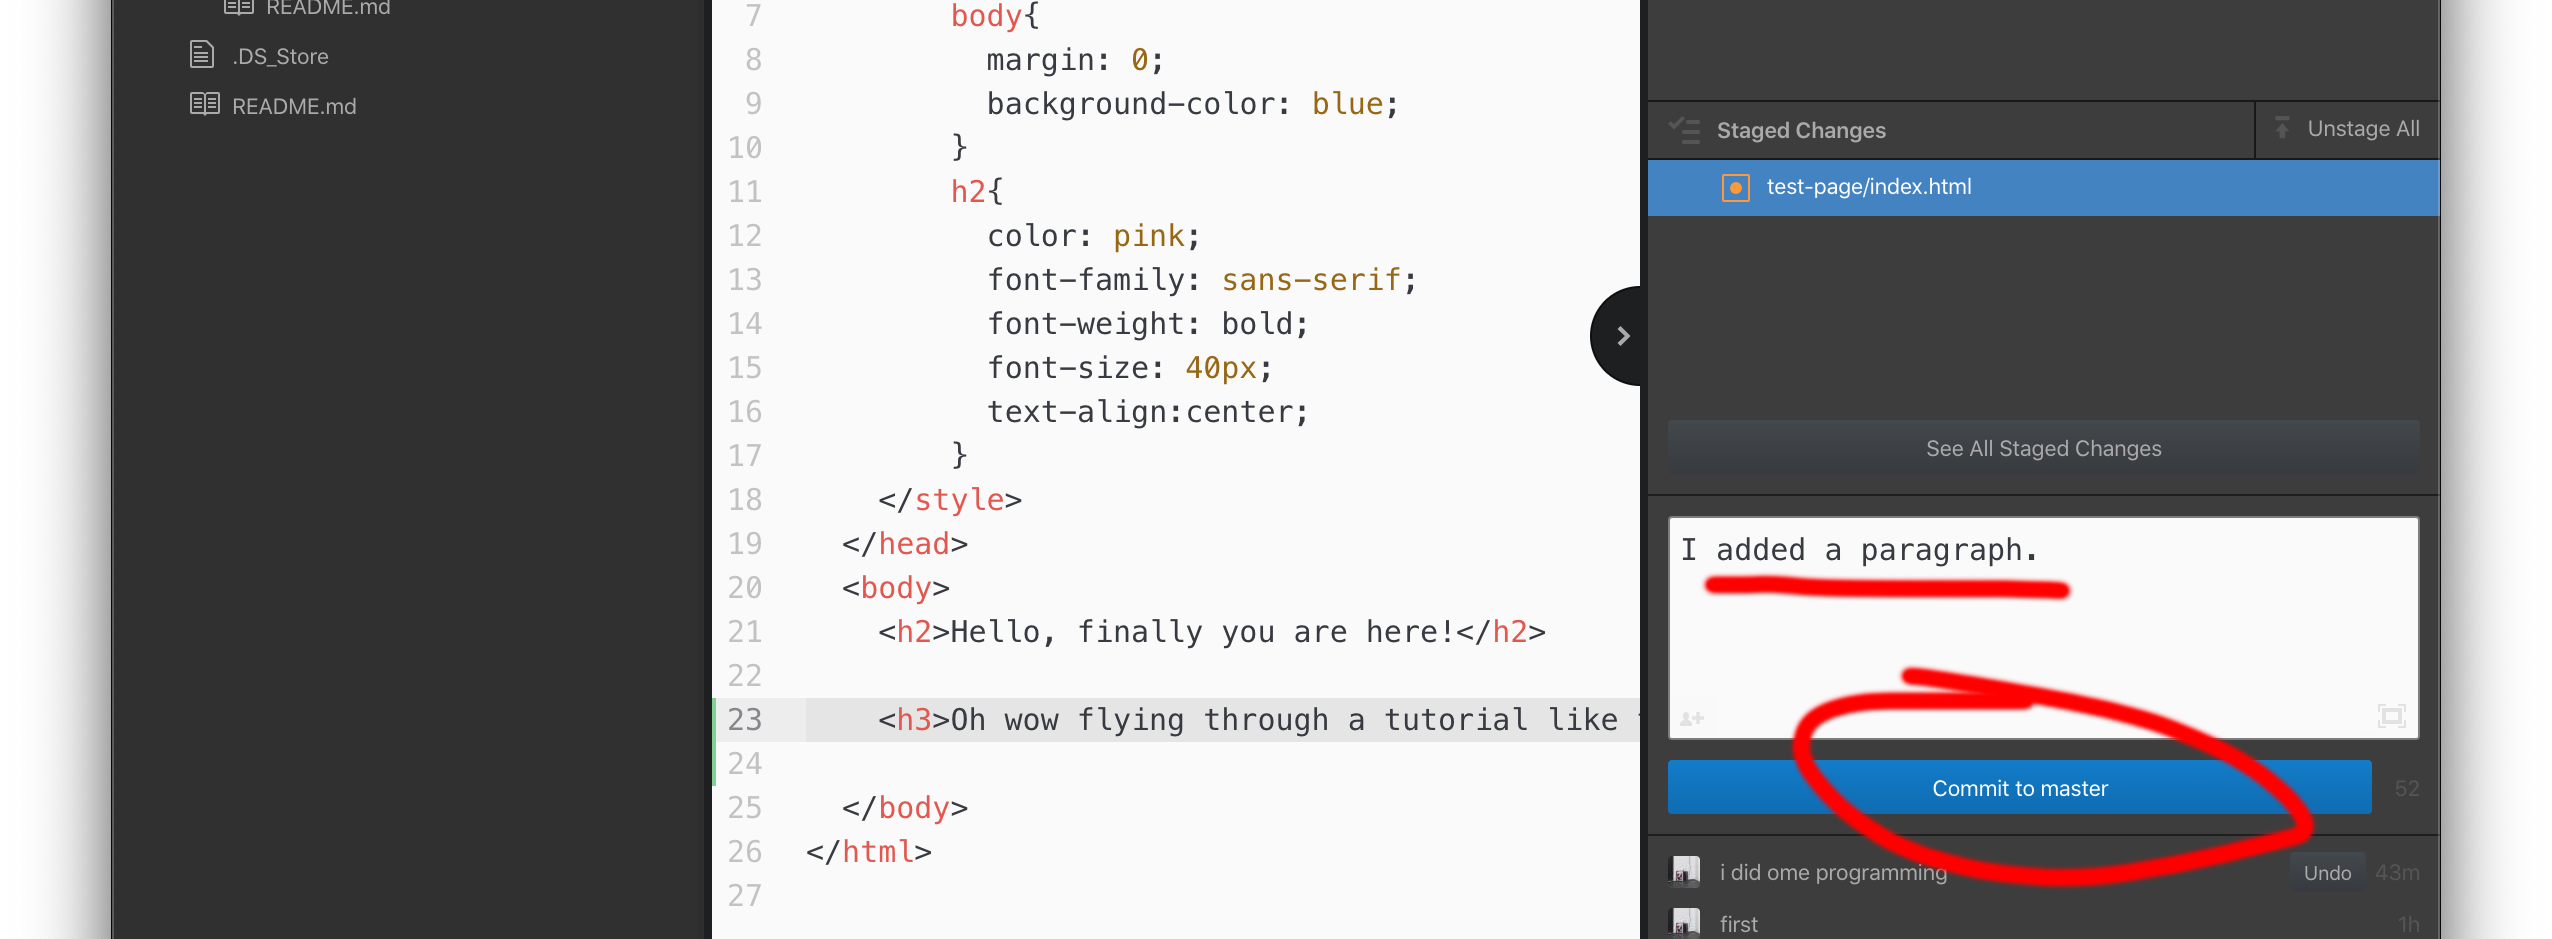 README.md
.DS_Store
README.md
7 body{
8 margin: 0;
9 background-color: blue;
10 }
11 h2{
12 color: pink;
13 font-family: sans-serif;
14 font-weight: bold;
15 font-size: 40px;
16 text-align:center;
17 }
18 </style>
19 </head>
20 <body>
21 <h2>Hello, finally you are here!</h2>
22
23 <h3>Oh wow flying through a tutorial like
24
25 </body>
26 </html>
27
Staged Changes
Unstage All
test-page/index.html
See All Staged Changes
I added a paragraph.
Commit to master
52
i did ome programming
Undo
43m
first
1h